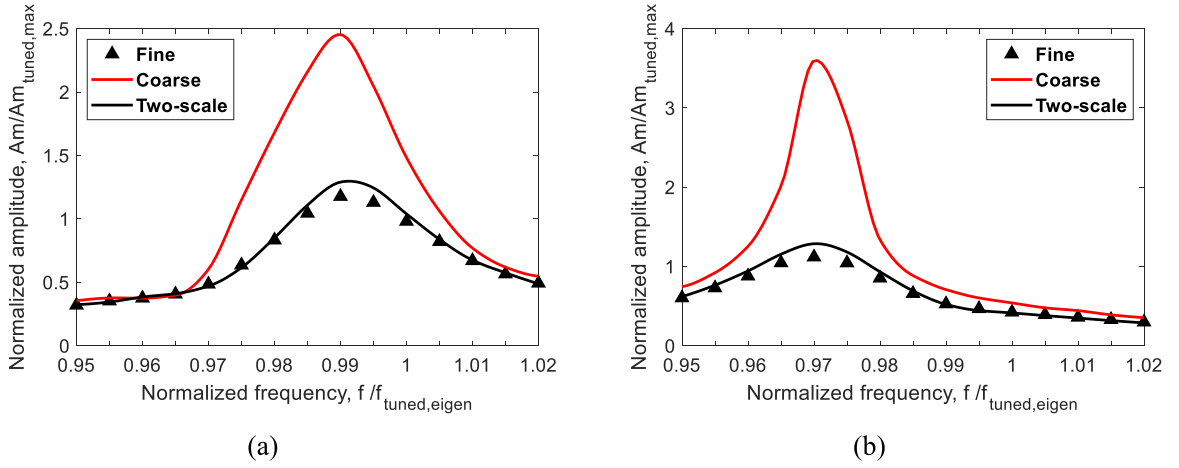 Normalized amplitude, Am/Am_tuned,max
2.5
2
1.5
1
0.5
0
Fine
Coarse
Two-scale
0.95 0.96 0.97 0.98 0.99 1 1.01 1.02
Normalized frequency, f /f_tuned,eigen
(a)
Normalized amplitude, Am/Am_tuned,max
4
3
2
1
0
Fine
Coarse
Two-scale
0.95 0.96 0.97 0.98 0.99 1 1.01 1.02
Normalized frequency, f /f_tuned,eigen
(b)